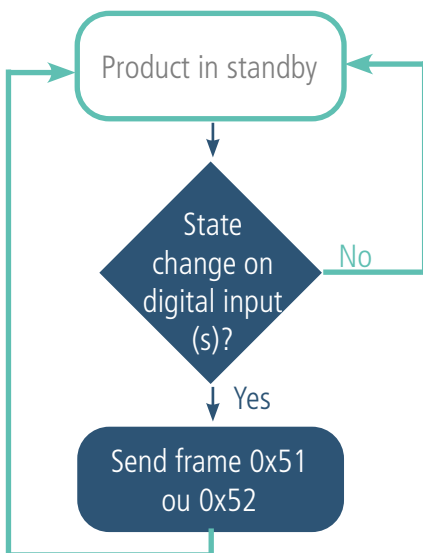 Product in standby
State
change on
digital input
(s)?
No
Yes
Send frame 0x51
ou 0x52